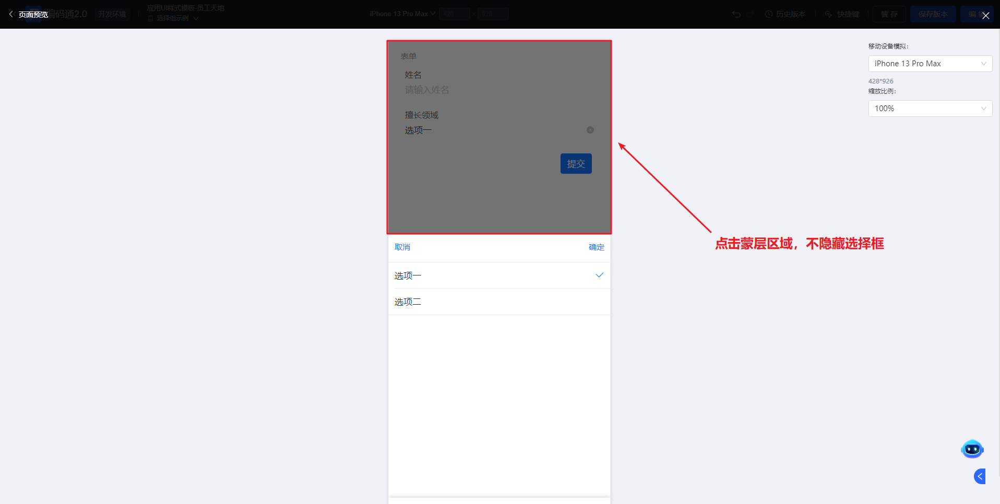 页面预览
编码通2.0
开发环境
应用UI样式模板-员工天地
选择组示例
iPhone 13 Pro Max
428
×
926
历史版本
快捷键
暂 存
保存版本
编 辑
移动设备模拟：
iPhone 13 Pro Max
428*926
缩放比例：
100%
表单
姓名
请输入姓名
擅长领域
选项一
提交
点击蒙层区域，不隐藏选择框
取消 确定
选项一
选项二